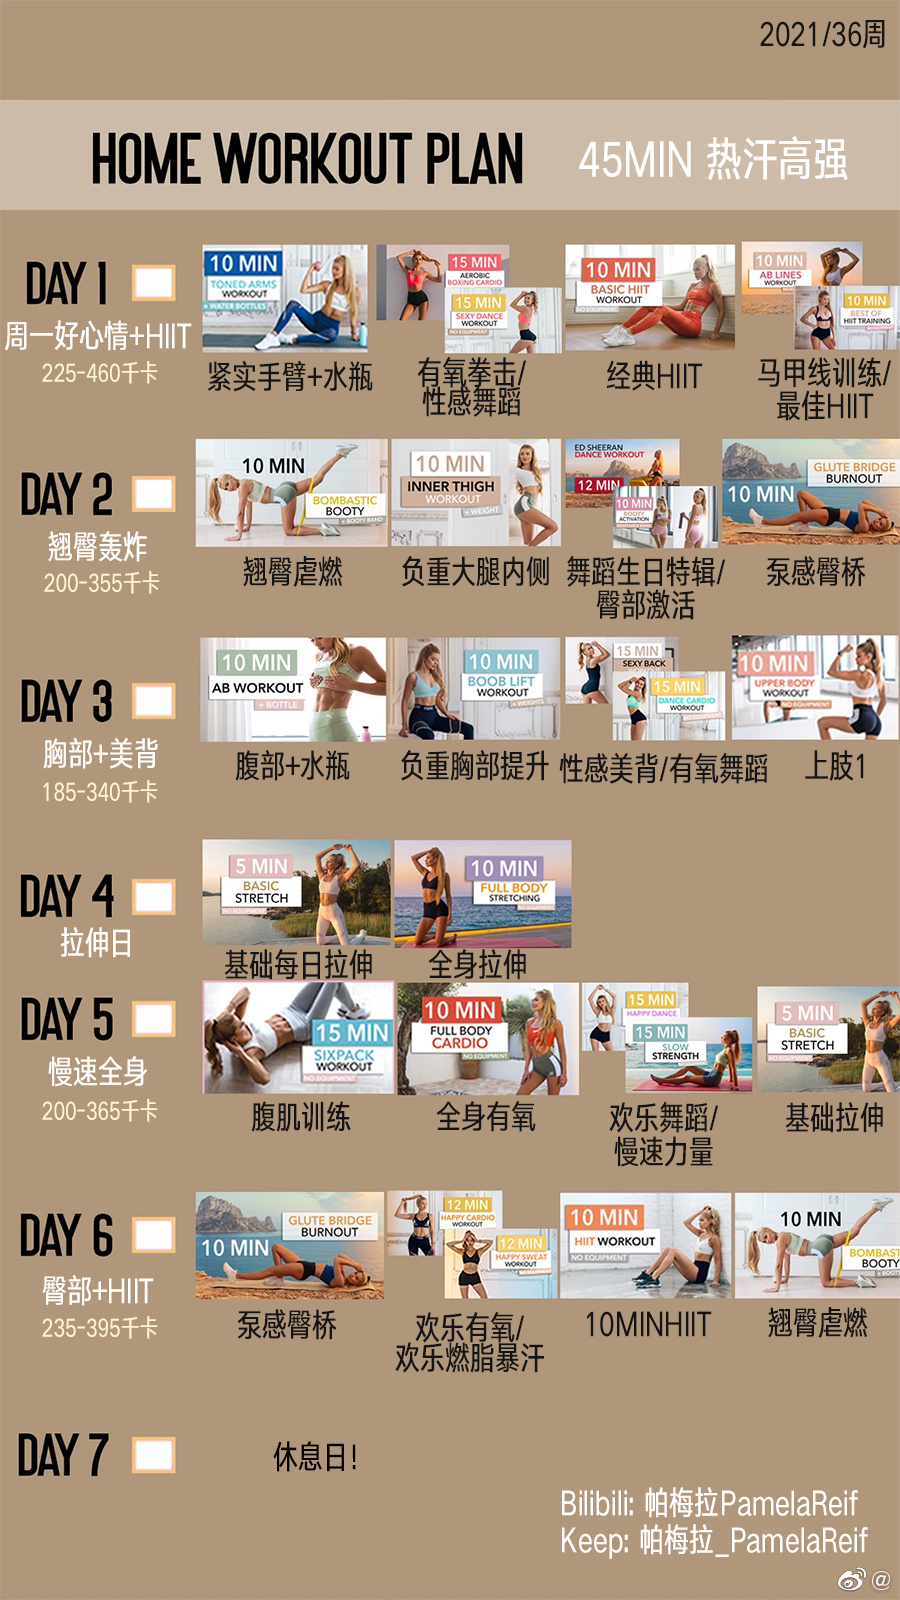 2021/36周
HOME WORKOUT PLAN 45MIN 热汗高强
DAY 1
周一好心情+HIIT
225-460千卡
10 MIN
TONED ARMS
WORKOUT
+ WATER BOTTLES
紧实手臂+水瓶
15 MIN
AEROBIC
BOXING CARDIO
15 MIN
SEXY DANCE
WORKOUT
NO EQUIPMENT
有氧拳击/
性感舞蹈
10 MIN
BASIC HIIT
WORKOUT
NO EQUIPMENT
经典HIIT
10 MIN
AB LINES
WORKOUT
10 MIN
BEST OF
HIIT TRAINING
马甲线训练/
最佳HIIT
DAY 2
翘臀轰炸
200-355千卡
10 MIN
BOMBASTIC
BOOTY
+ BOOTY BAND
翘臀虐燃
10 MIN
INNER THIGH
WORKOUT
+ WEIGHT
负重大腿内侧
ED SHEERAN
DANCE WORKOUT
12 MIN
10 MIN
BOOTY
ACTIVATION
舞蹈生日特辑/
臀部激活
GLUTE BRIDGE
BURNOUT
10 MIN
泵感臀桥
DAY 3
胸部+美背
185-340千卡
10 MIN
AB WORKOUT
+ BOTTLE
腹部+水瓶
10 MIN
BOOB LIFT
WORKOUT
+ WEIGHTS
负重胸部提升
15 MIN
SEXY BACK
15 MIN
DANCE CARDIO
WORKOUT
性感美背/有氧舞蹈
10 MIN
UPPER BODY
WORKOUT
NO EQUIPMENT
上肢1
DAY 4
拉伸日
5 MIN
BASIC
STRETCH
NO EQUIPMENT
基础每日拉伸
10 MIN
FULL BODY
STRETCHING
NO EQUIPMENT
全身拉伸
DAY 5
慢速全身
200-365千卡
15 MIN
SIXPACK
WORKOUT
NO EQUIPMENT
腹肌训练
10 MIN
FULL BODY
CARDIO
NO EQUIPMENT
全身有氧
15 MIN
HAPPY DANCE
15 MIN
SLOW
STRENGTH
欢乐舞蹈/
慢速力量
5 MIN
BASIC
STRETCH
NO EQUIPMENT
基础拉伸
DAY 6
臀部+HIIT
235-395千卡
GLUTE BRIDGE
BURNOUT
10 MIN
泵感臀桥
12 MIN
HAPPY CARDIO
WORKOUT
12 MIN
HAPPY SWEAT
WORKOUT
欢乐有氧/
欢乐燃脂暴汗
10 MIN
HIIT WORKOUT
NO EQUIPMENT
10MINHIIT
10 MIN
BOMBAST
BOOTY
+ BOOT
翘臀虐燃
DAY 7
休息日!
Bilibili: 帕梅拉PamelaReif
Keep: 帕梅拉_PamelaReif
@